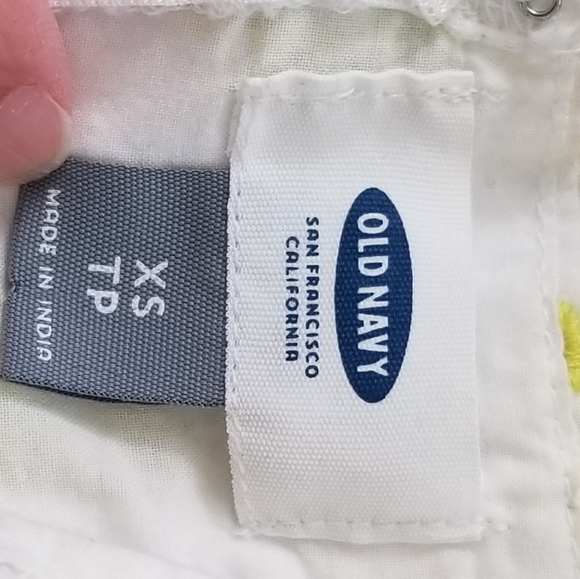 OLD NAVY
SAN FRANCISCO
CALIFORNIA
XS
TP
MADE IN INDIA